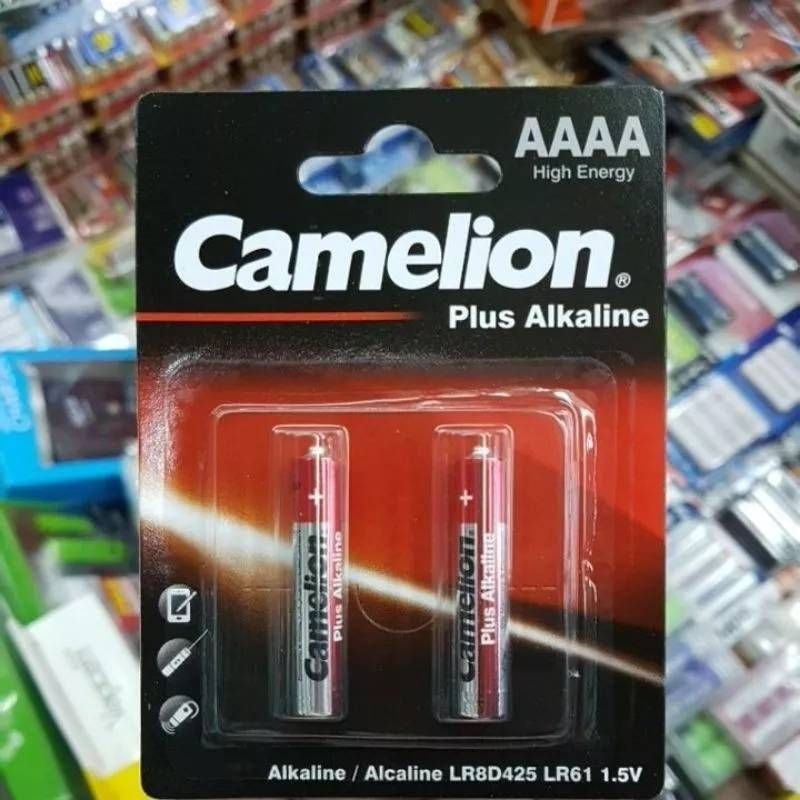 AAAA
High Energy
Camelion®
Plus Alkaline
+
Camelion
Plus Alkaline
+
Camelion
Plus Alkaline
Alkaline / Alcaline LR8D425 LR61 1.5V